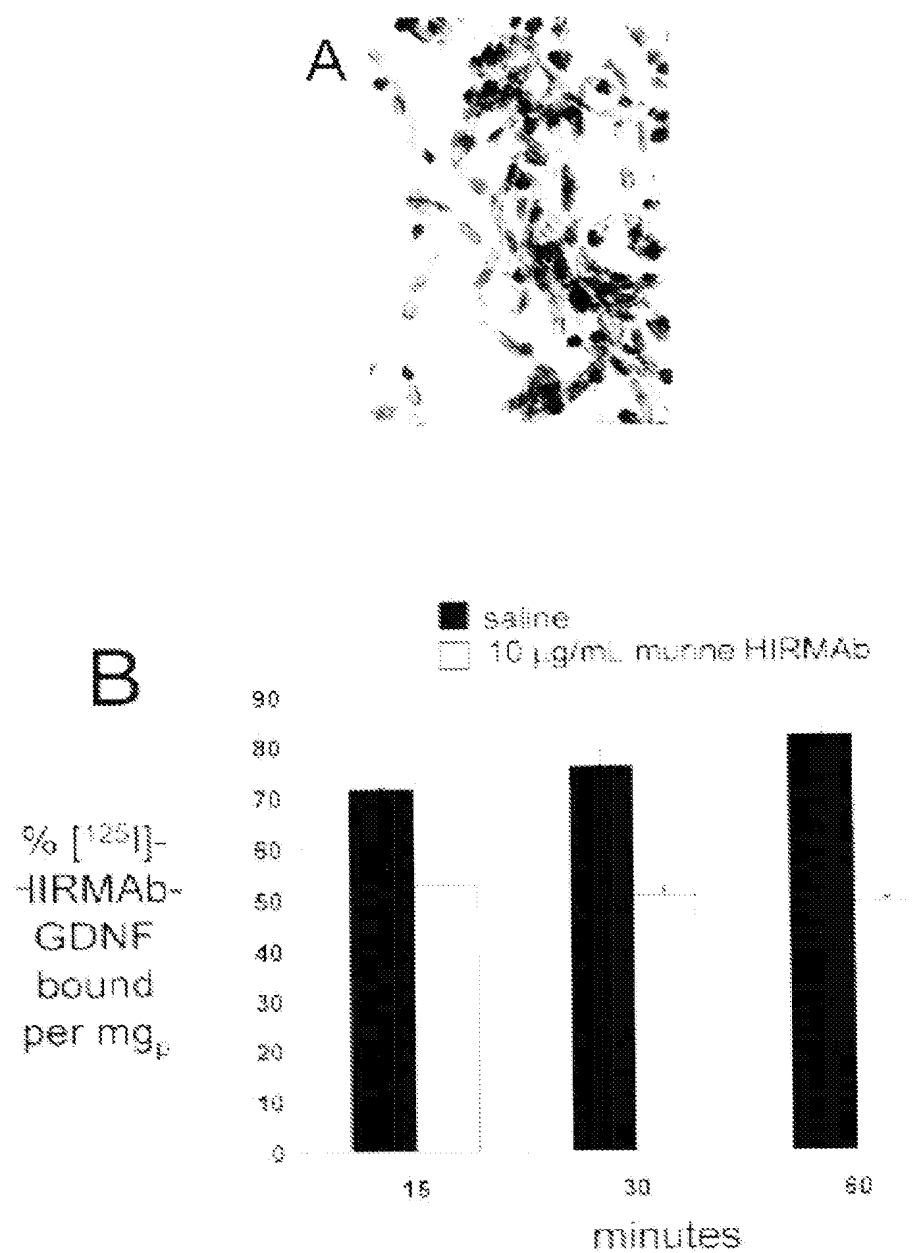 A
saline
10 µg/mL murine HIRMAb
B
90
80
70
60
50
40
30
20
10
0
% [¹²⁵I]-
HIRMAb-
GDNF
bound
per mgₚ
15
30
60
minutes